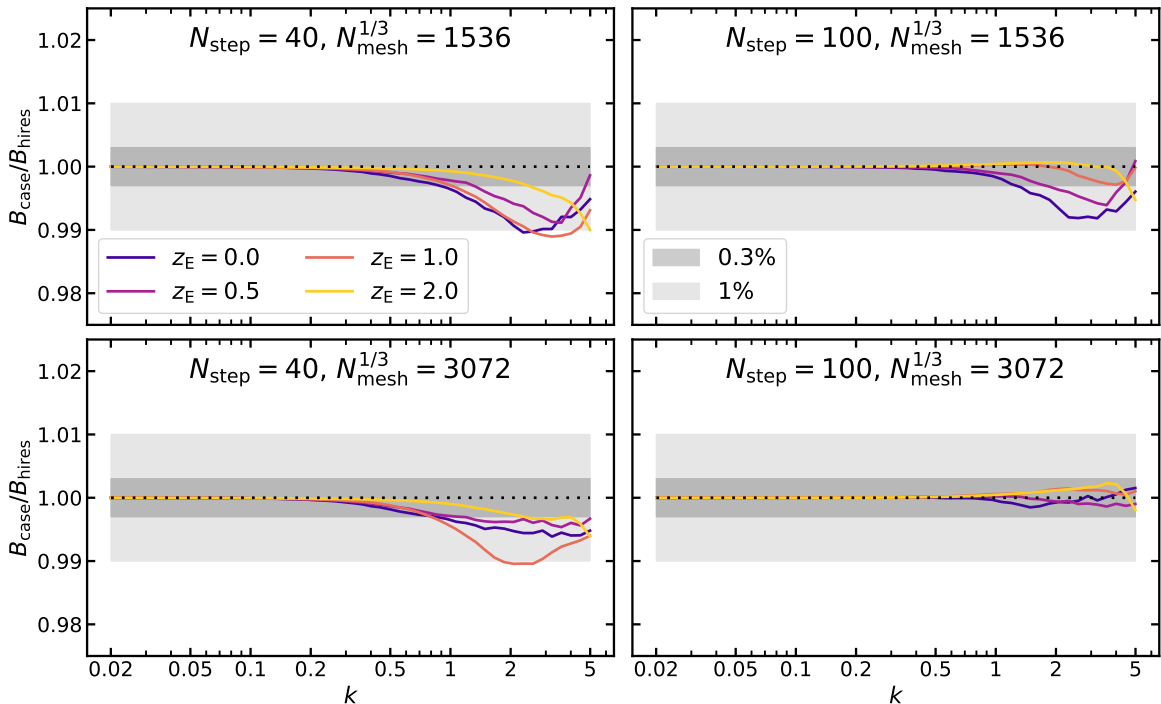 N_step = 40, N_mesh^1/3 = 1536
N_step = 100, N_mesh^1/3 = 1536
1.02
1.01
1.00
0.99
0.98
B_case/B_hires
z_E = 0.0
z_E = 1.0
z_E = 0.5
z_E = 2.0
0.3%
1%
N_step = 40, N_mesh^1/3 = 3072
N_step = 100, N_mesh^1/3 = 3072
1.02
1.01
1.00
0.99
0.98
B_case/B_hires
0.02 0.05 0.1 0.2 0.5 1 2 5
0.02 0.05 0.1 0.2 0.5 1 2 5
k
k